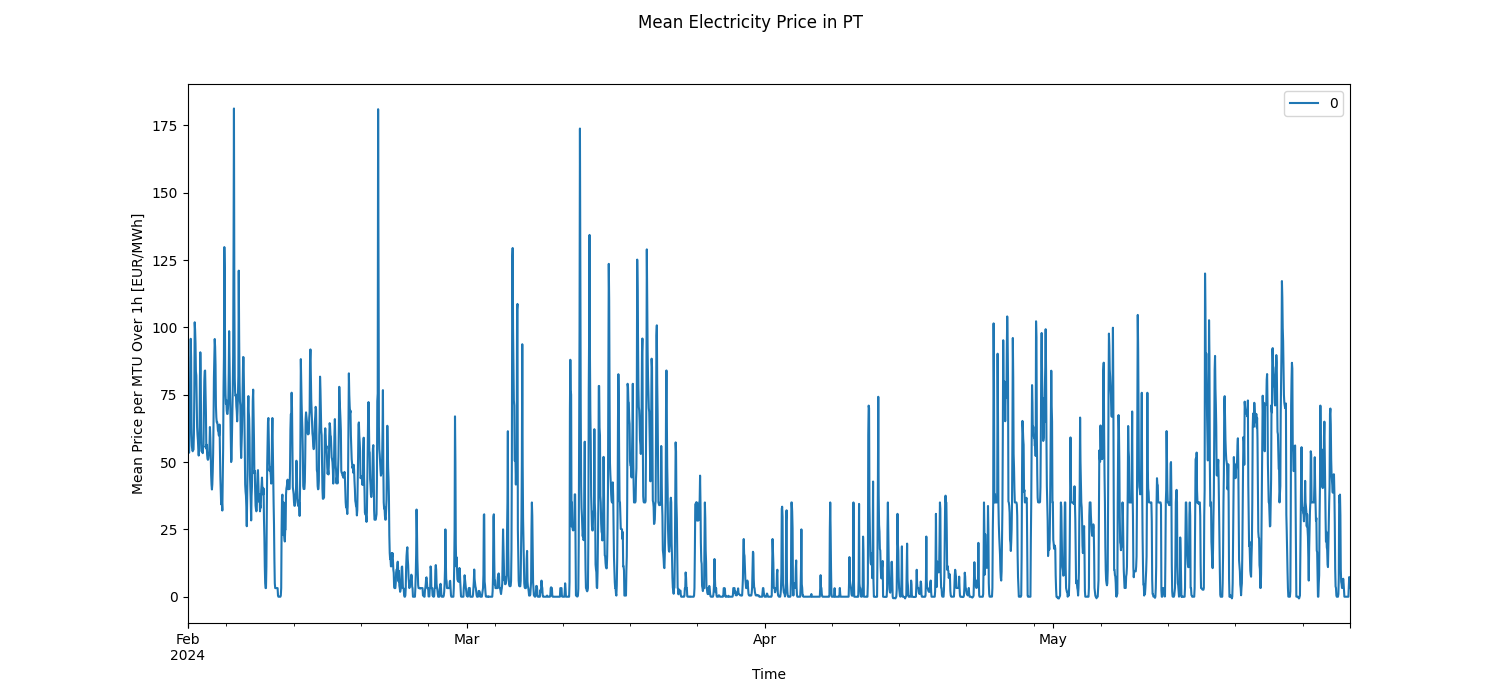 Mean Electricity Price in PT
0
Mean Price per MTU Over 1h [EUR/MWh]
175
150
125
100
75
50
25
0
Feb
2024
Mar
Apr
May
Time